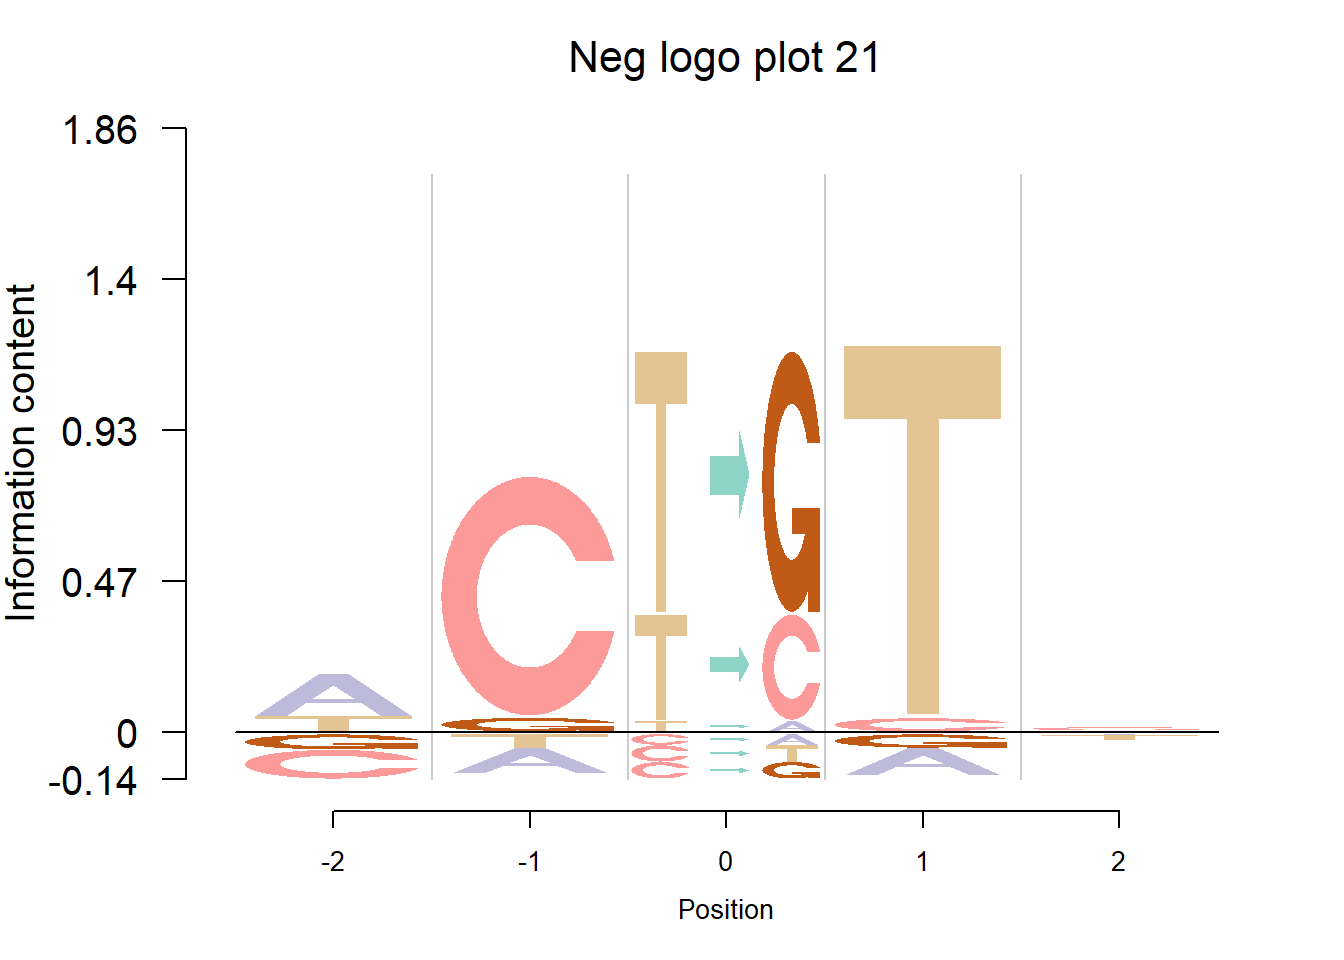 Neg logo plot 21
Information content
1.86
1.4
0.93
0.47
0
-0.14
A T G C
C G T A
T → G
T → C
T → A
C → A
C → T
C → G
T C G A
T
-2 -1 0 1 2
Position